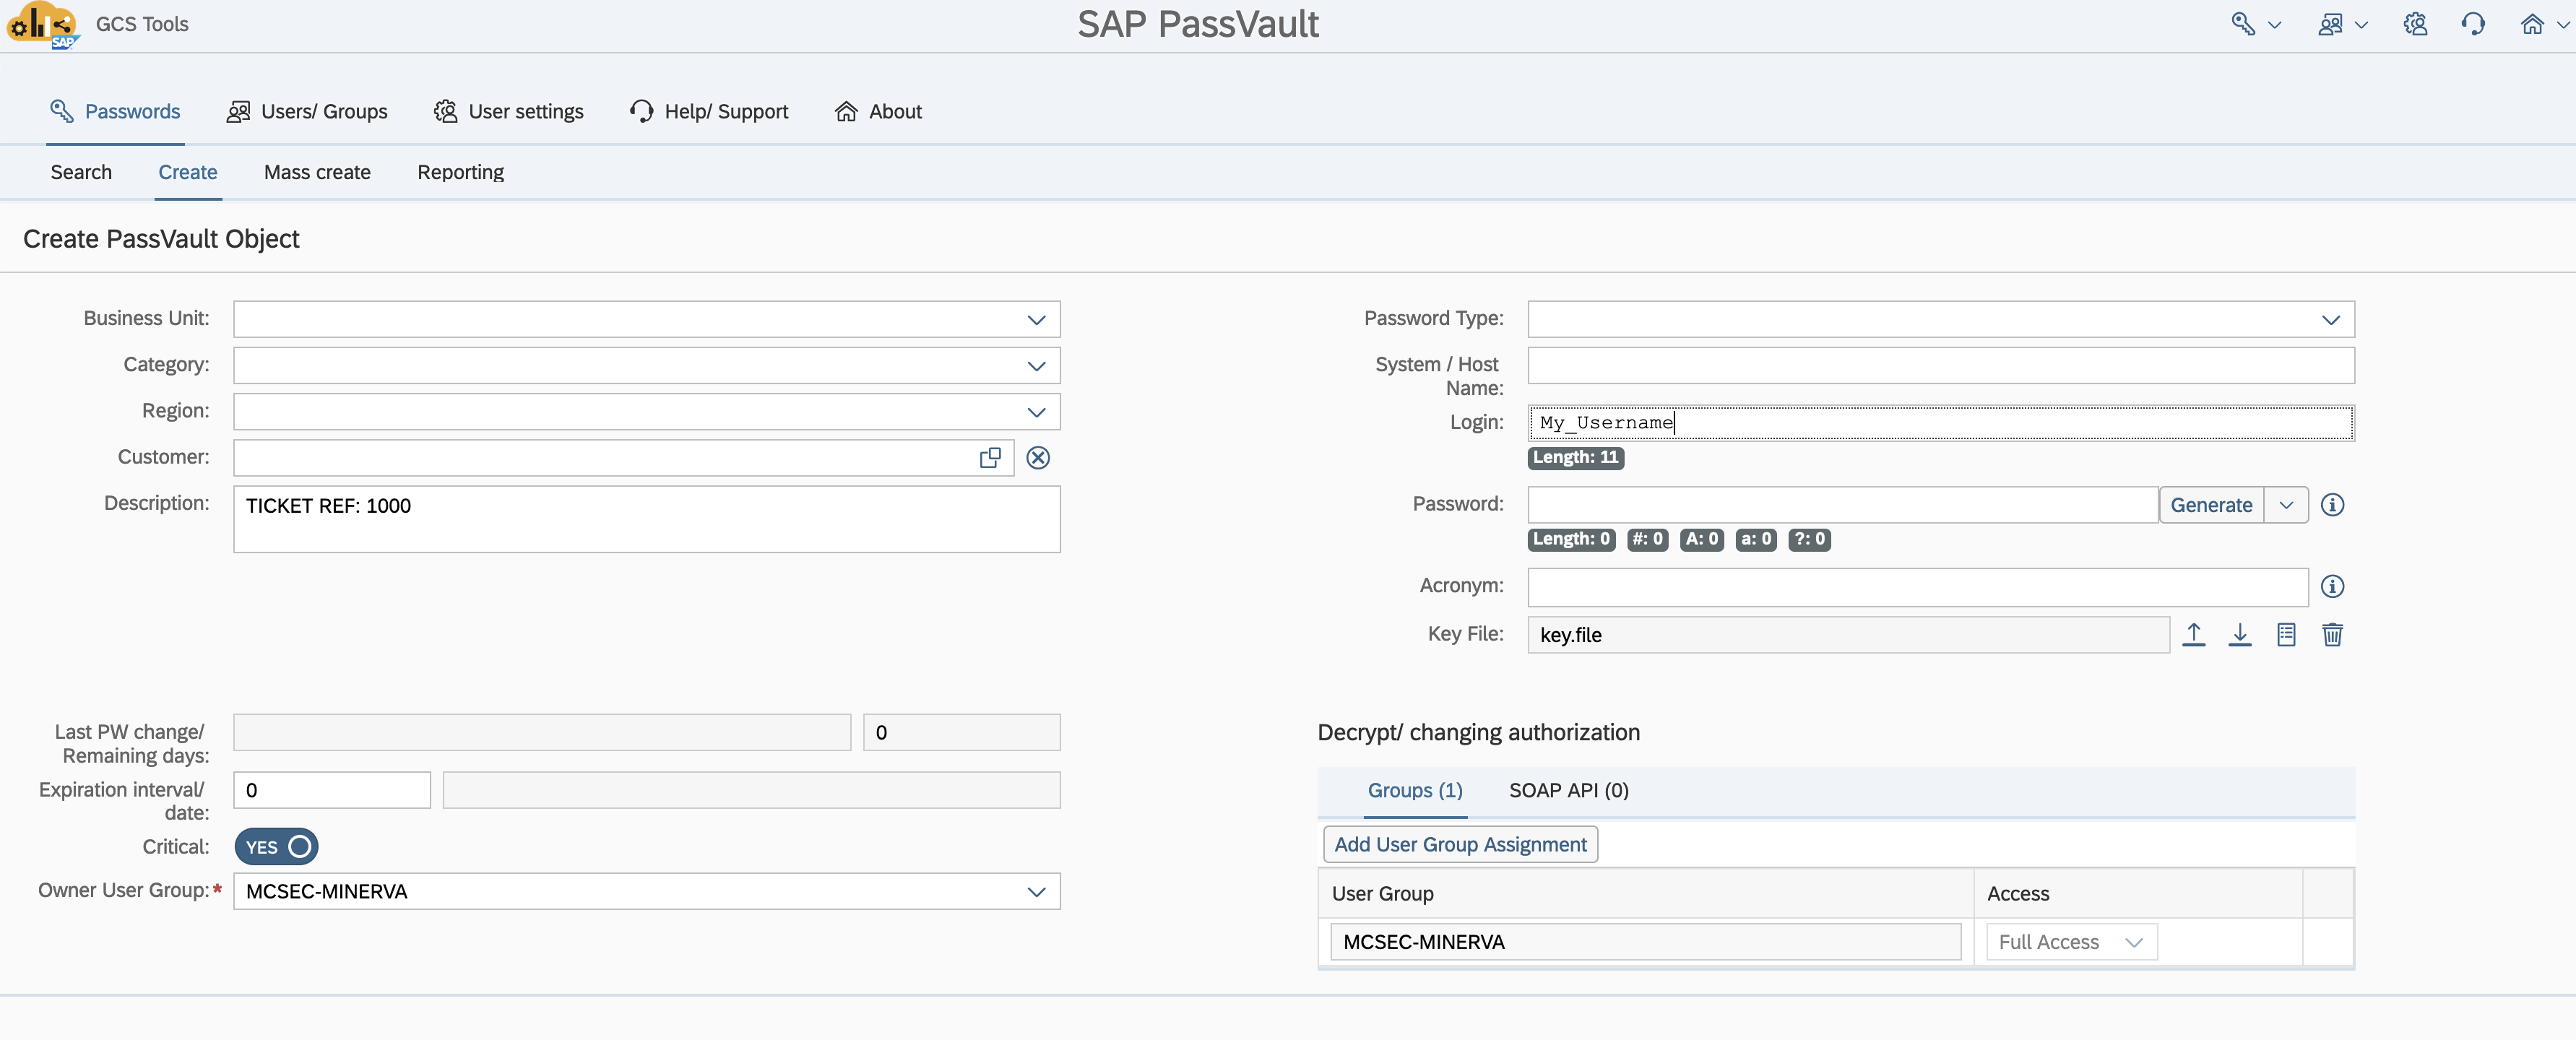 SAP
GCS Tools
SAP PassVault
Passwords
Users/ Groups
User settings
Help/ Support
About
Search
Create
Mass create
Reporting
Create PassVault Object
Business Unit:
Category:
Region:
Customer:
Description:
TICKET REF: 1000
Password Type:
System / Host
Name:
Login:
My_Username
Length: 11
Password:
Generate
Length: 0
#: 0
A: 0
a: 0
?: 0
Acronym:
Key File:
key.file
Last PW change/
Remaining days:
0
Expiration interval/
date:
0
Critical:
YES
Owner User Group:*
MCSEC-MINERVA
Decrypt/ changing authorization
Groups (1)
SOAP API (0)
Add User Group Assignment
User Group
Access
MCSEC-MINERVA
Full Access